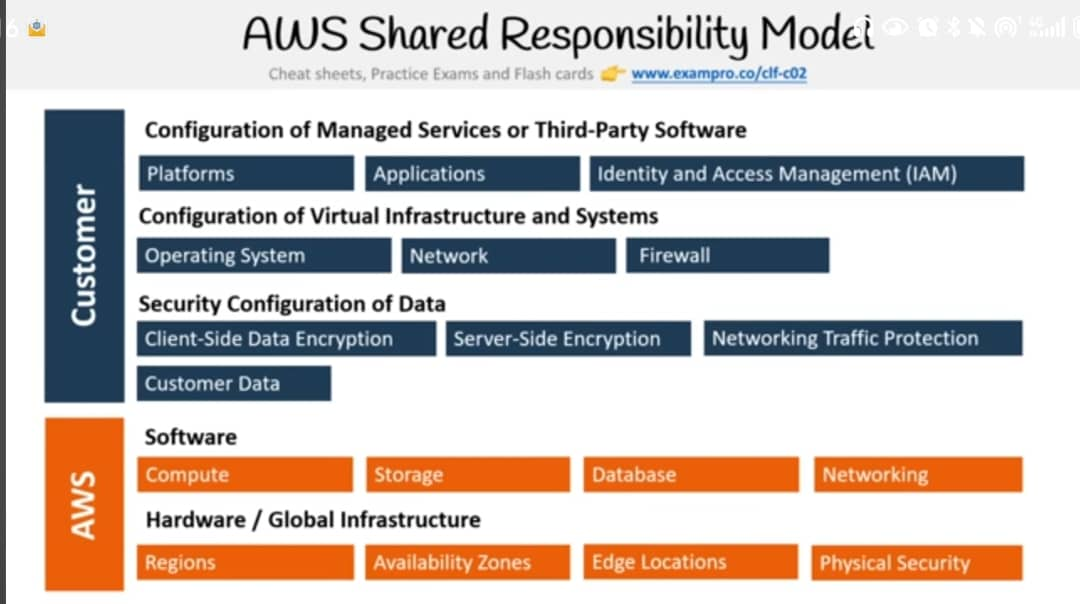 6
AWS Shared Responsibility Model
Cheat sheets, Practice Exams and Flash cards 👉 www.exampro.co/clf-c02
Customer
Configuration of Managed Services or Third-Party Software
Platforms Applications Identity and Access Management (IAM)
Configuration of Virtual Infrastructure and Systems
Operating System Network Firewall
Security Configuration of Data
Client-Side Data Encryption Server-Side Encryption Networking Traffic Protection
Customer Data
AWS
Software
Compute Storage Database Networking
Hardware / Global Infrastructure
Regions Availability Zones Edge Locations Physical Security